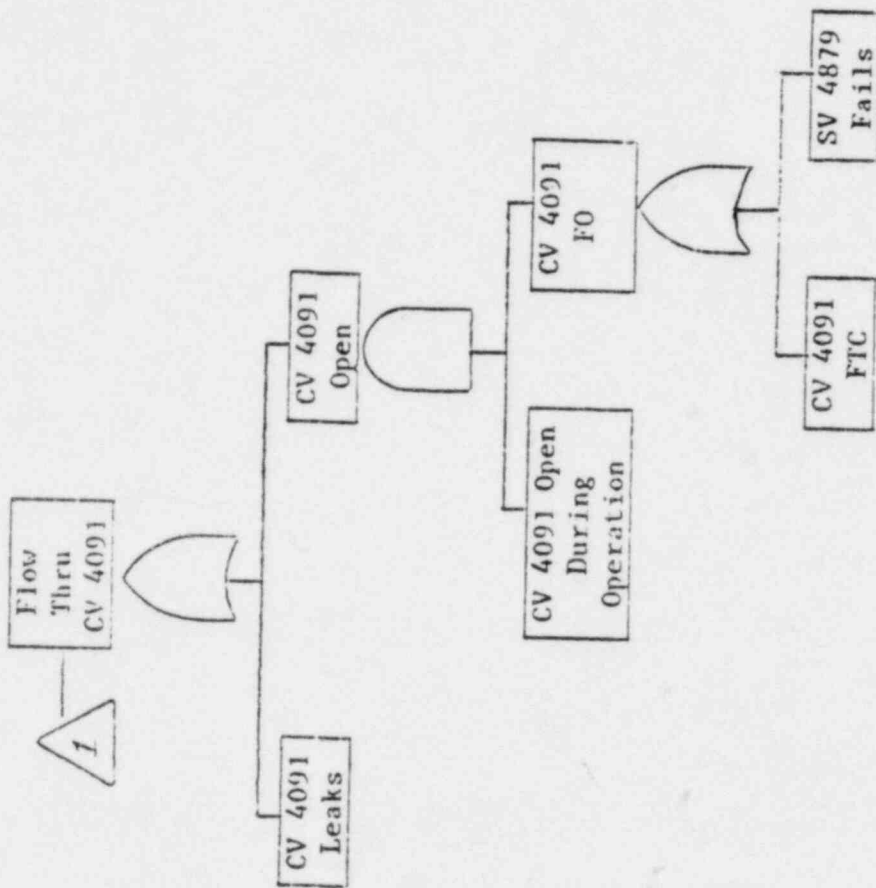 1
Flow
Thru
CV 4091
CV 4091
Leaks
CV 4091
Open
CV 4091 Open
During
Operation
CV 4091
FO
CV 4091
FTC
SV 4879
Fails